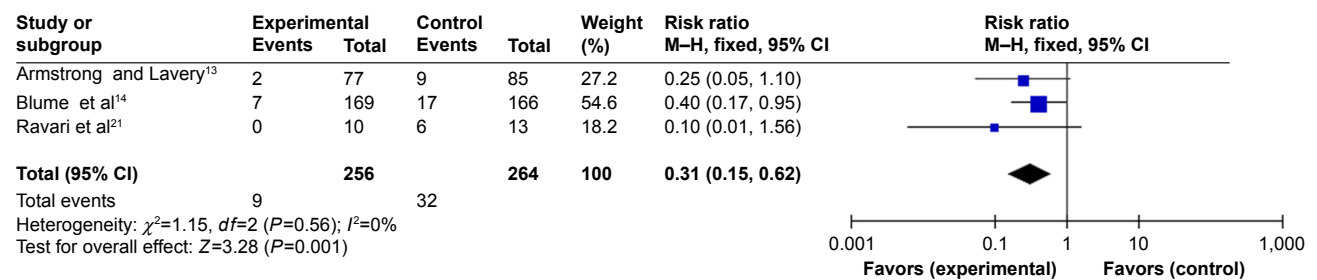 Study or Experimental Control Weight Risk ratio Risk ratio
subgroup Events Total Events Total (%) M–H, fixed, 95% CI M–H, fixed, 95% CI
Armstrong and Lavery¹³ 2 77 9 85 27.2 0.25 (0.05, 1.10)
Blume et al¹⁴ 7 169 17 166 54.6 0.40 (0.17, 0.95)
Ravari et al²¹ 0 10 6 13 18.2 0.10 (0.01, 1.56)
Total (95% CI) 256 264 100 0.31 (0.15, 0.62)
Total events 9 32
Heterogeneity: χ²=1.15, df=2 (P=0.56); I²=0%
Test for overall effect: Z=3.28 (P=0.001)
0.001 0.1 1 10 1,000
Favors (experimental) Favors (control)